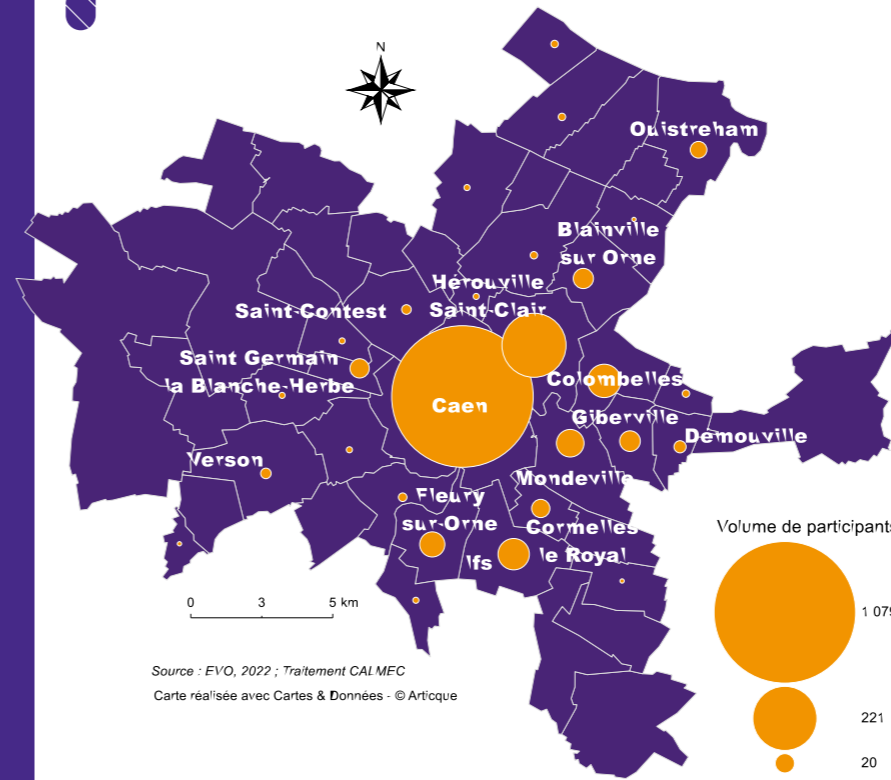 N
Ouistreham
Blainville
sur Orne
Hérouville
Saint-Clair
Saint-Contest
Saint Germain
la Blanche-Herbe
Colombelles
Caen
Giberville
Démouville
Verson
Mondeville
Fleury
sur-Orne
Cormelles
le Royal
Ifs
Volume de participants
0 3 5 km
1 079
221
20
Source : EVO, 2022 ; Traitement CALMEC
Carte réalisée avec Cartes & Données - © Articque